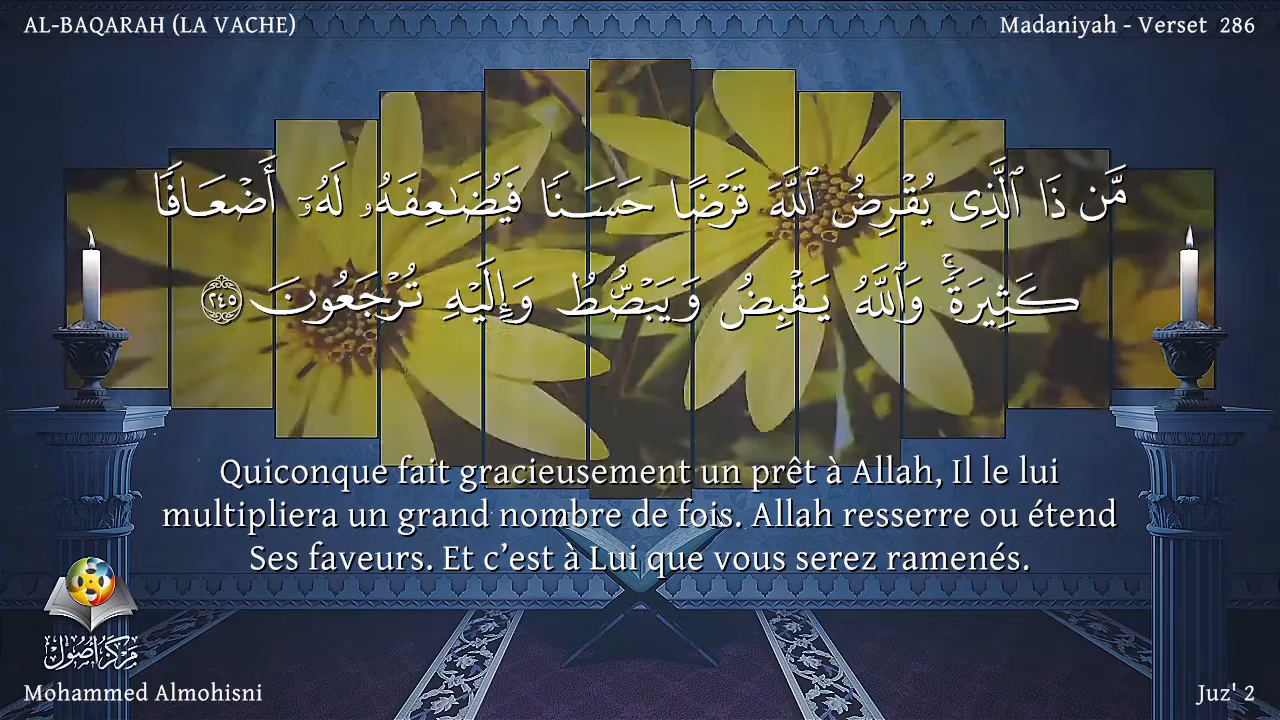 AL-BAQARAH (LA VACHE)
Madaniyah - Verset 286
مَّن ذَا ٱلَّذِى يُقْرِضُ ٱللَّهَ قَرْضًا حَسَنًا فَيُضَـٰعِفَهُۥ لَهُۥٓ أَضْعَافًا
كَثِيرَةً ۚ وَٱللَّهُ يَقْبِضُ وَيَبْصُۜطُ وَإِلَيْهِ تُرْجَعُونَ ٢٤٥
Quiconque fait gracieusement un prêt à Allah, Il le lui
multipliera un grand nombre de fois. Allah resserre ou étend
Ses faveurs. Et c’est à Lui que vous serez ramenés.
مركز أصول
Mohammed Almohisni
Juz' 2